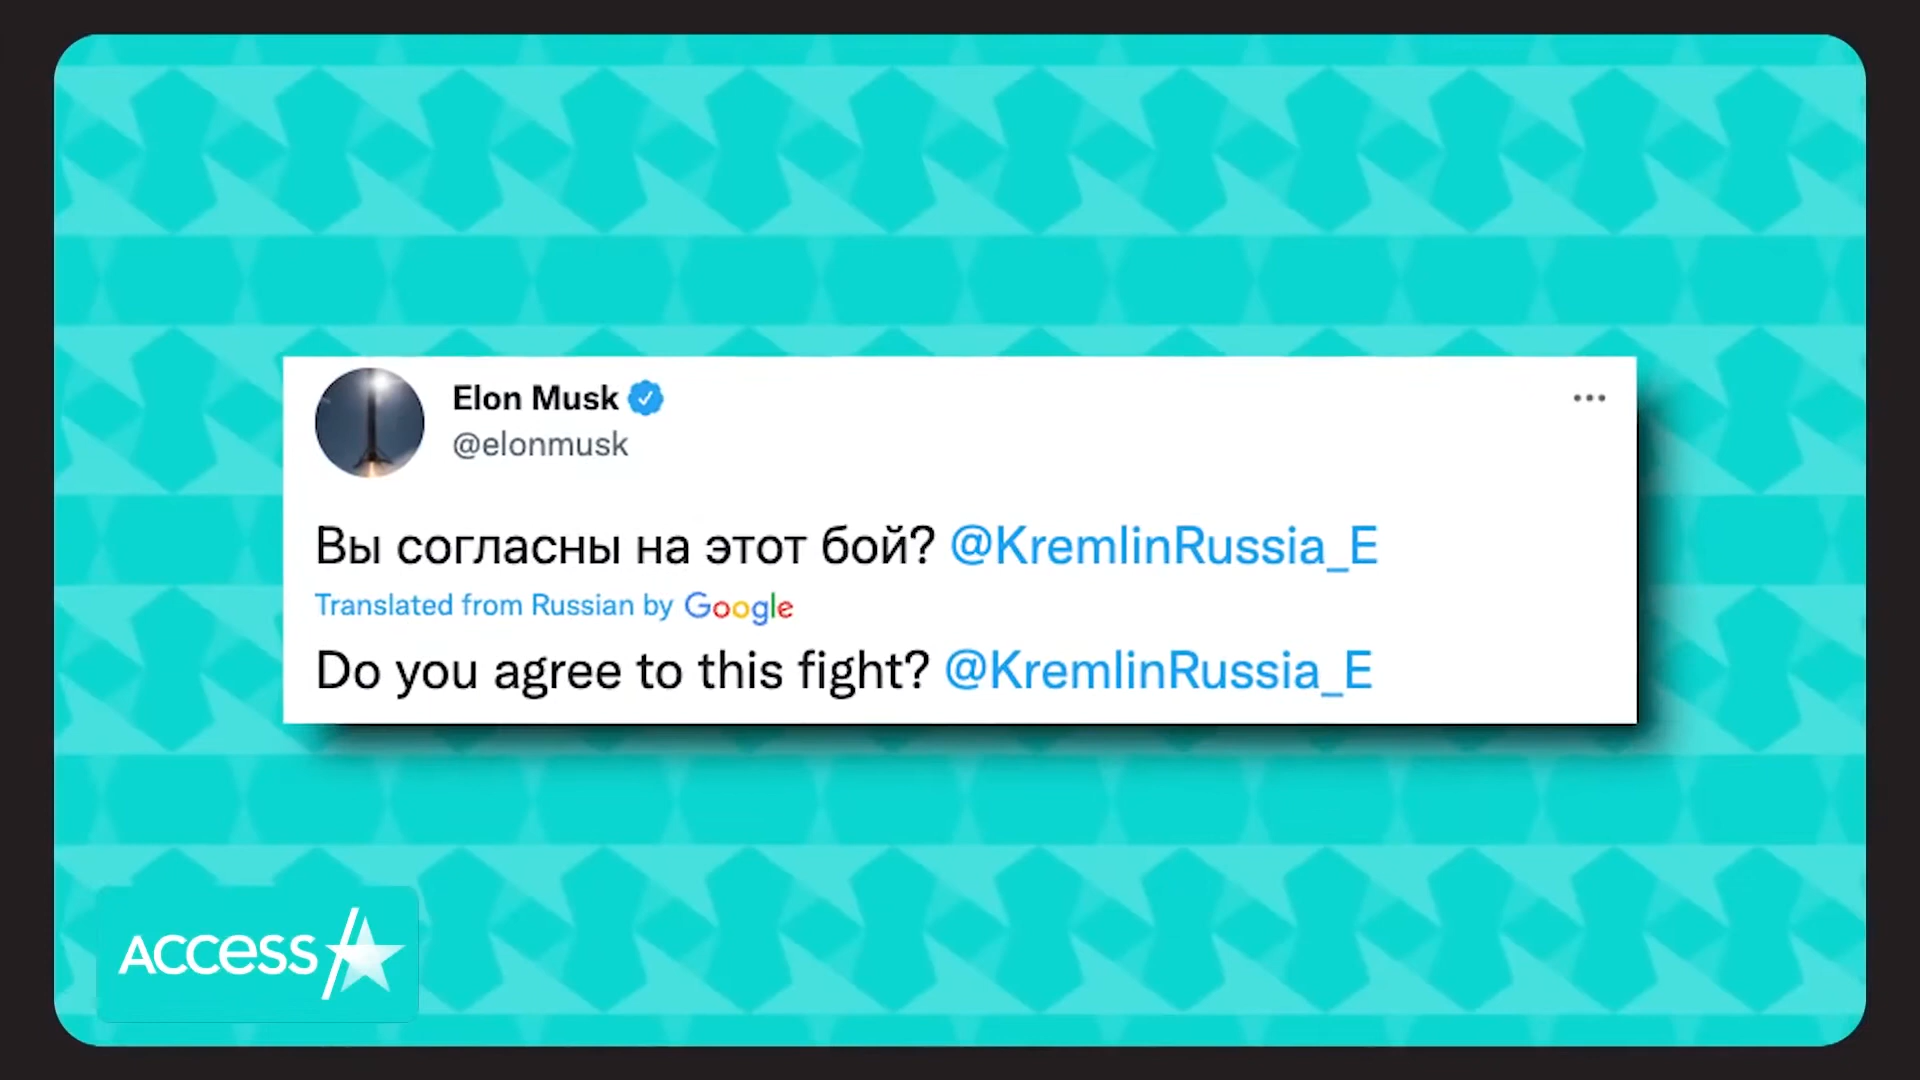 Elon Musk
@elonmusk
Вы согласны на этот бой? @KremlinRussia_E
Translated from Russian by Google
Do you agree to this fight? @KremlinRussia_E
ACCESS